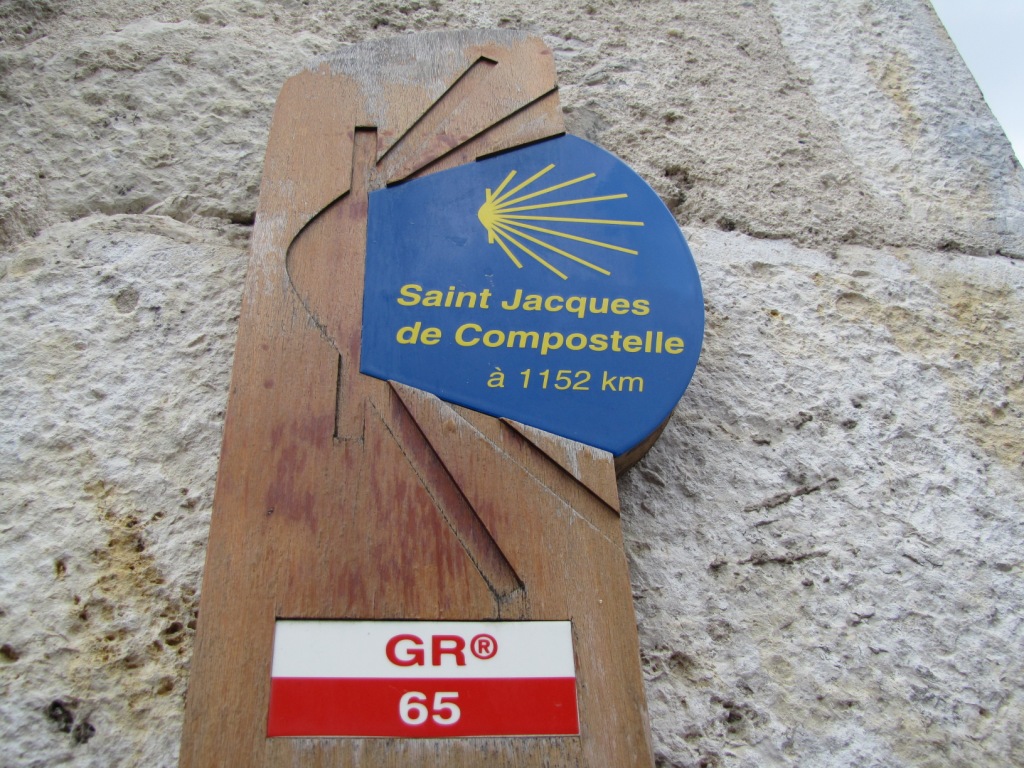 Saint Jacques
de Compostelle
à 1152 km
GR®
65